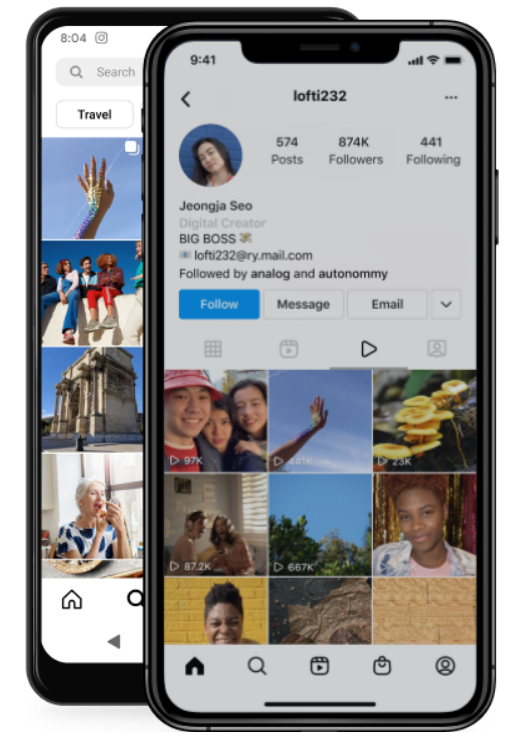 8:04
Search
Travel
9:41
lofti232
574
Posts
874K
Followers
441
Following
Jeongja Seo
Digital Creator
BIG BOSS
lofti232@ry.mail.com
Followed by analog and autonommy
Follow
Message
Email
97K
441K
23K
87.2K
667K